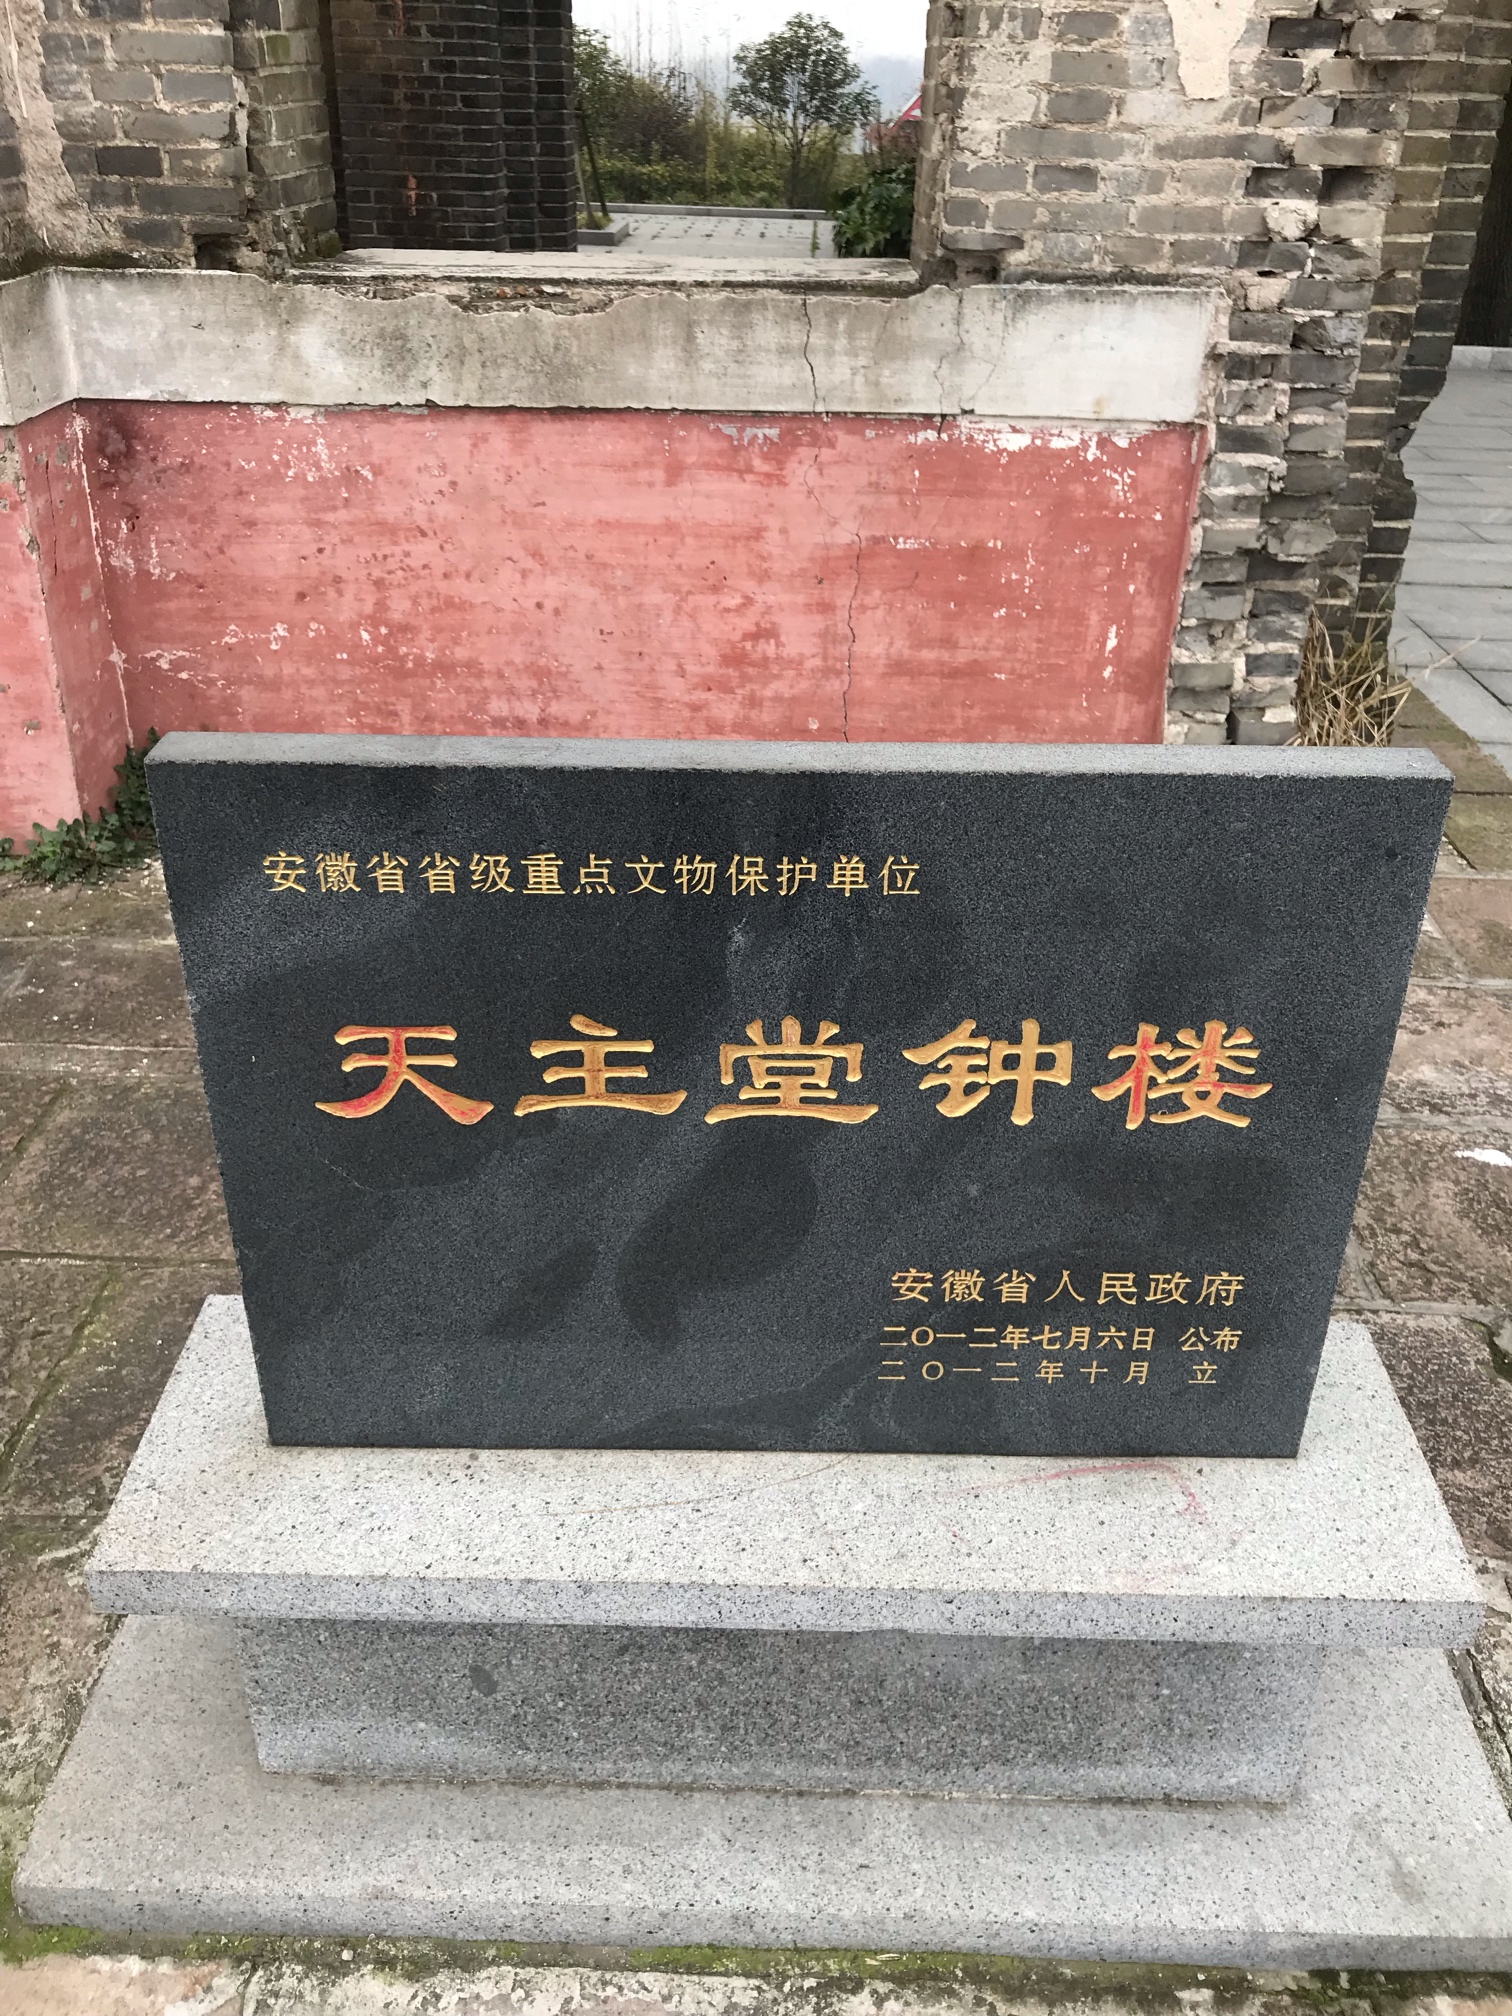 安徽省省级重点文物保护单位
天主堂钟楼
安徽省人民政府
二〇一二年七月六日 公布
二〇一二年十月 立